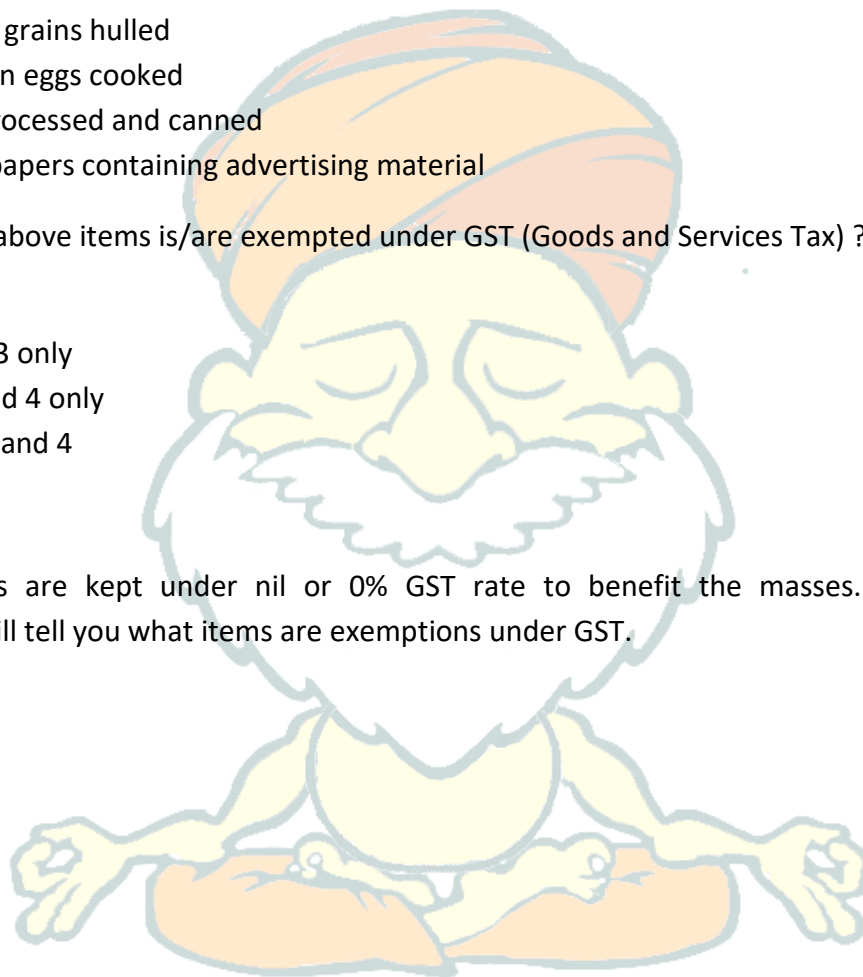 grains hulled
n eggs cooked
rocessed and canned
papers containing advertising material
above items is/are exempted under GST (Goods and Services Tax) ?
3 only
d 4 only
and 4
s are kept under nil or 0% GST rate to benefit the masses.
ill tell you what items are exemptions under GST.